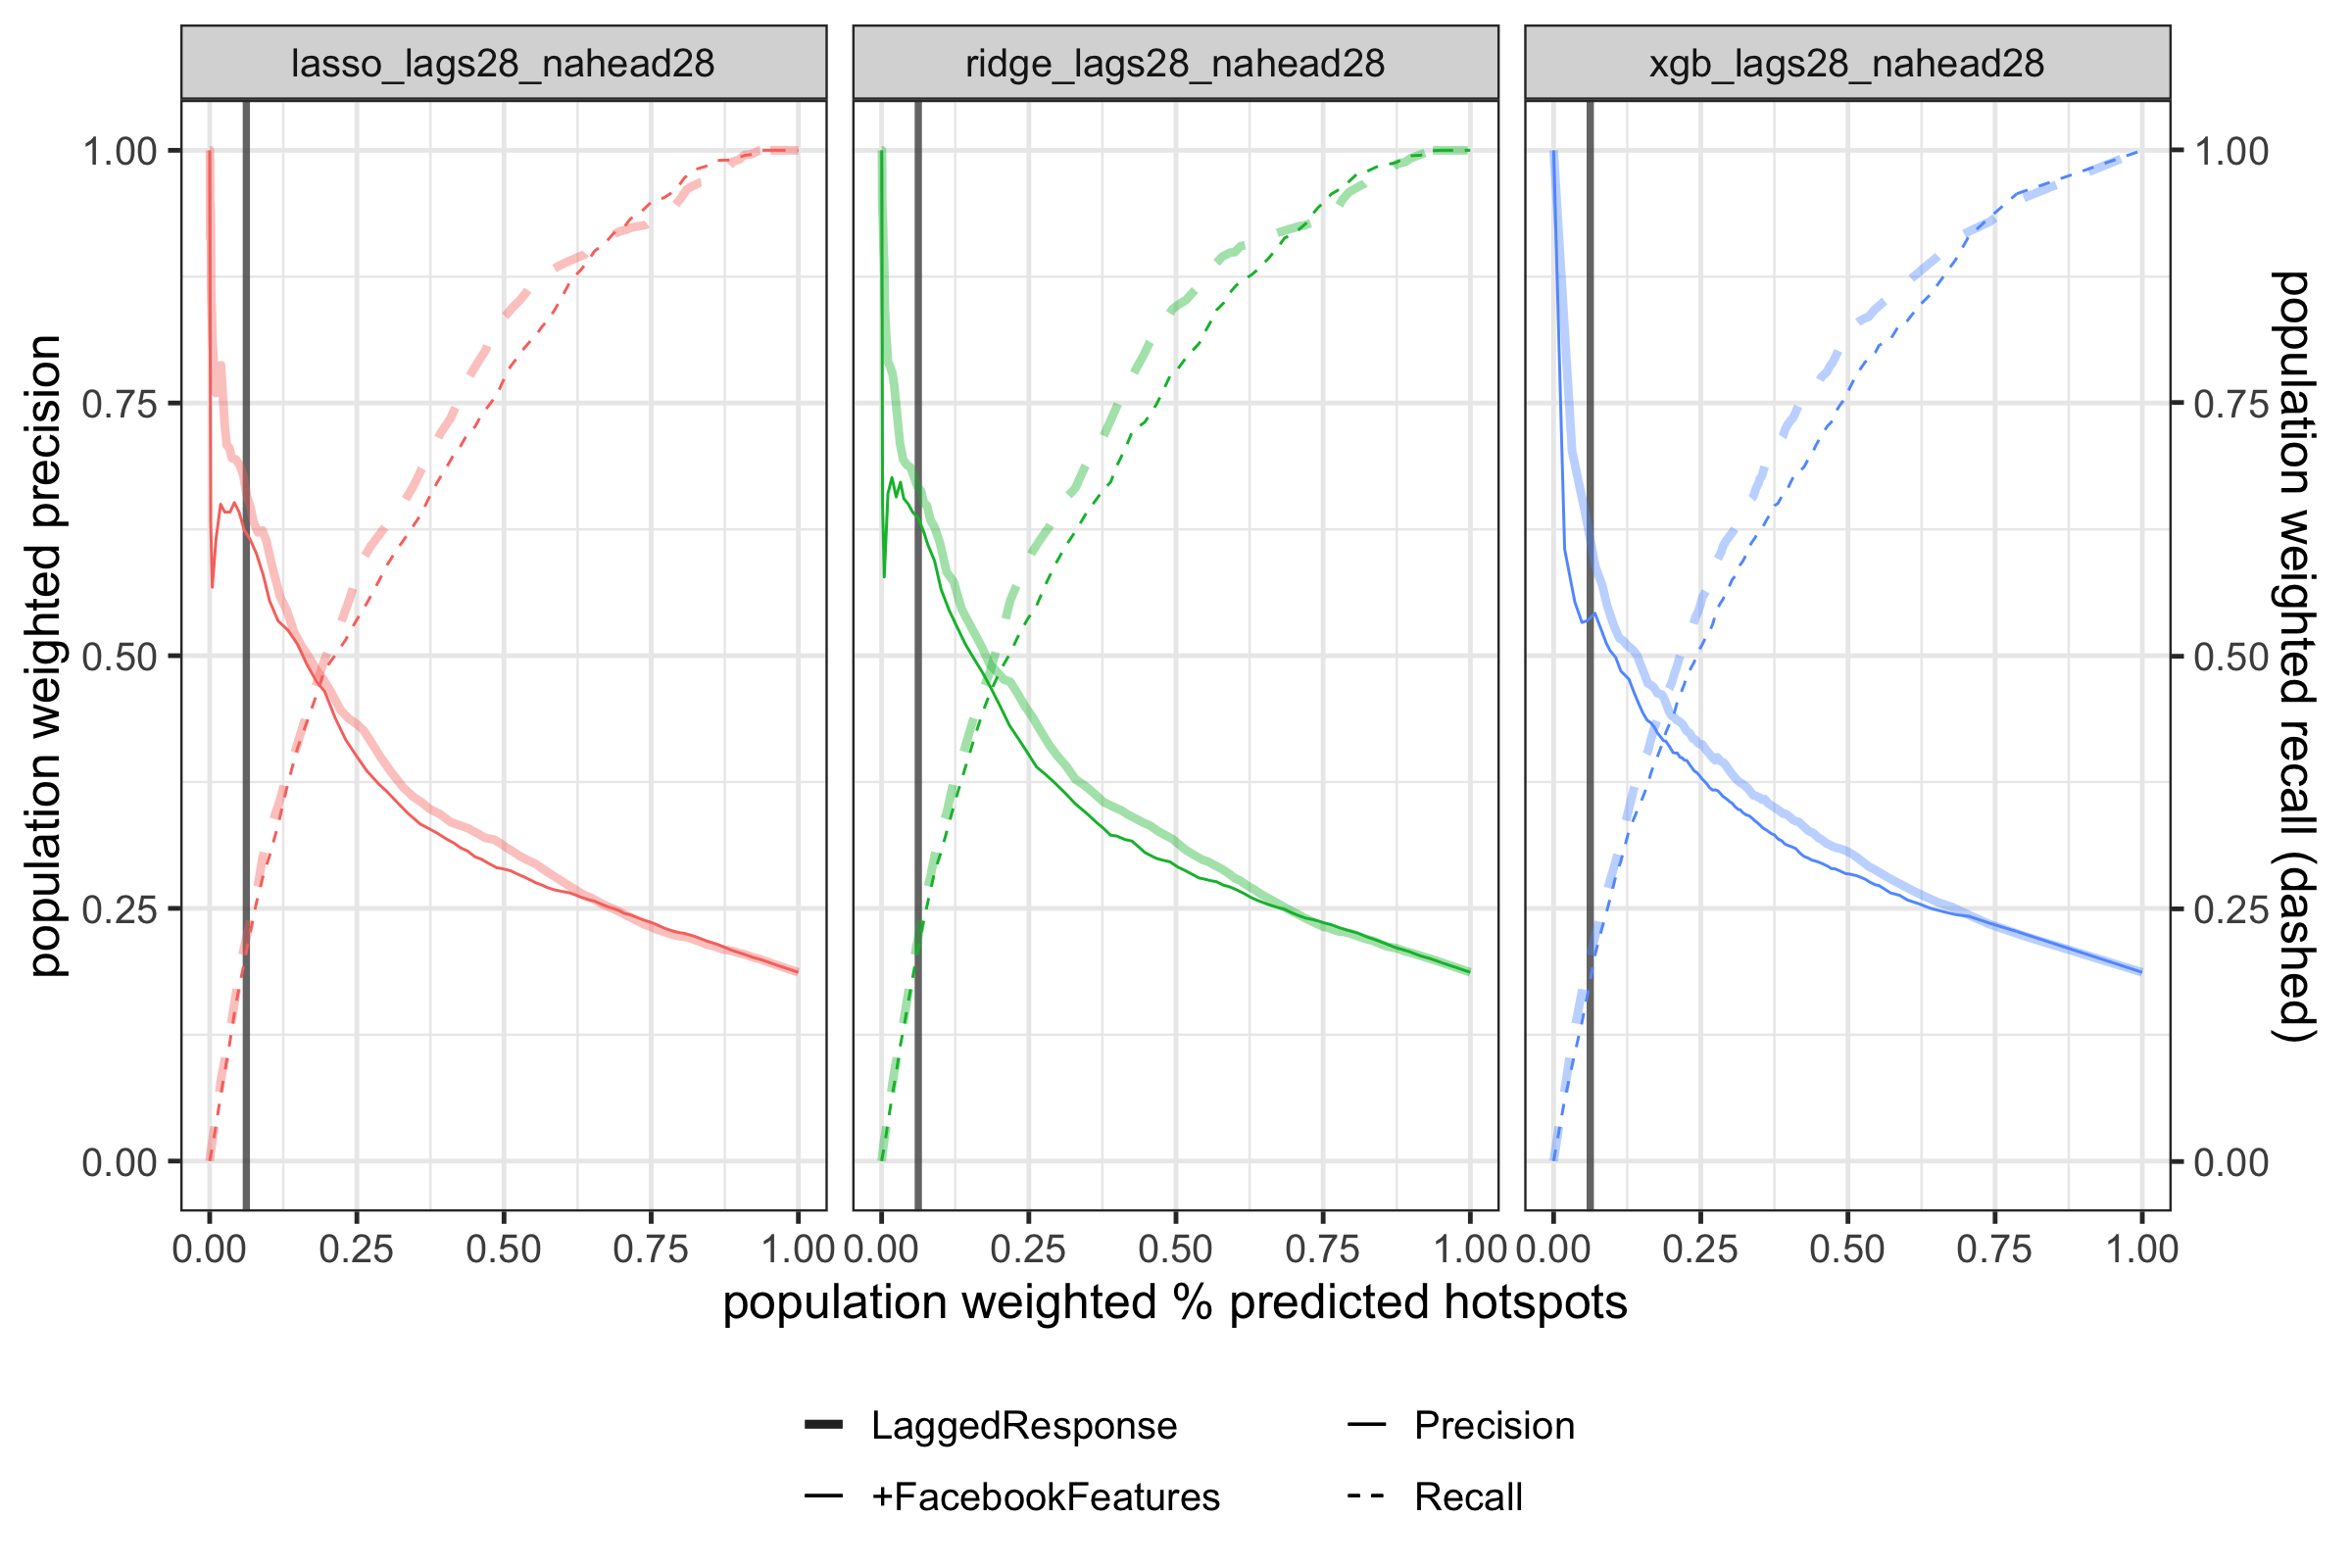 lasso_lags28_nahead28
ridge_lags28_nahead28
xgb_lags28_nahead28
population weighted precision
1.00
0.75
0.50
0.25
0.00
1.00
0.75
0.50
0.25
0.00
population weighted recall (dashed)
0.00 0.25 0.50 0.75 1.00
0.00 0.25 0.50 0.75 1.00
0.00 0.25 0.50 0.75 1.00
population weighted % predicted hotspots
LaggedResponse
+FacebookFeatures
Precision
Recall